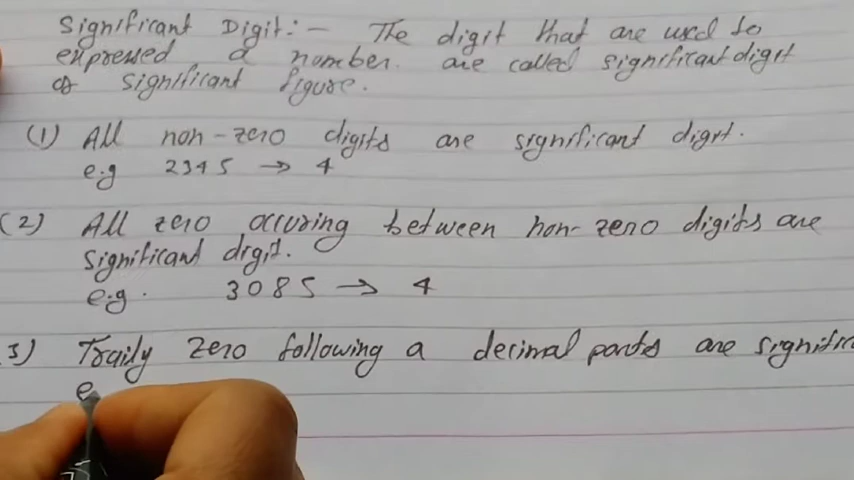 Significant Digit:- The digit that are used to
expressed a number. are called significant digit
or significant figure.
(1) All non-zero digits are significant digit.
e.g 2345 → 4
(2) All zero occuring between non-zero digits are
significant digit.
e.g. 3085 → 4
3) Traily zero following a decimal parts are significa
e